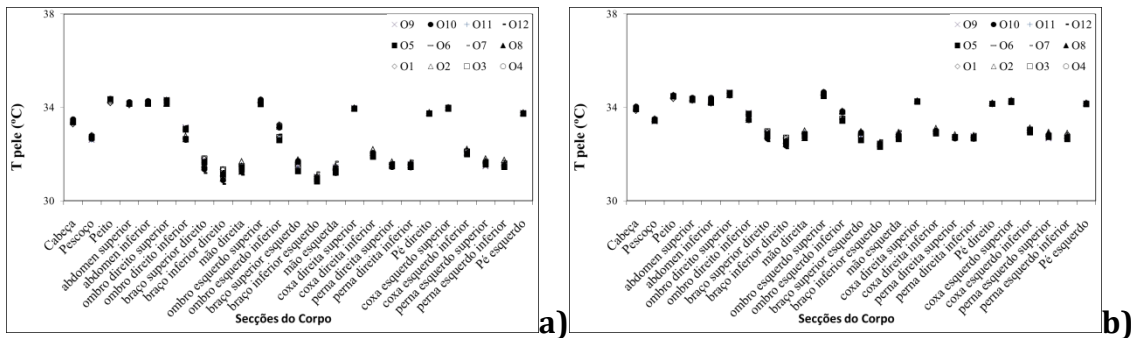 38
34
30
T pele (ºC)
O9 O10 O11 O12
O5 O6 O7 O8
O1 O2 O3 O4
Cabeça
Pescoço
Peito
abdomen superior
abdomen inferior
ombro direito superior
ombro direito inferior
braço superior direito
braço inferior direito
mão direita
ombro esquerdo superior
ombro esquerdo inferior
braço superior esquerdo
braço inferior esquerdo
mão esquerda
coxa direita superior
coxa direita inferior
perna direita superior
perna direita inferior
Pé direito
coxa esquerdo superior
coxa esquerdo inferior
perna esquerdo superior
perna esquerdo inferior
Pé esquerdo
Secções do Corpo
a)
38
34
30
T pele (ºC)
O9 O10 O11 O12
O5 O6 O7 O8
O1 O2 O3 O4
Cabeça
Pescoço
Peito
abdomen superior
abdomen inferior
ombro direito superior
ombro direito inferior
braço superior direito
braço inferior direito
mão direita
ombro esquerdo superior
ombro esquerdo inferior
braço superior esquerdo
braço inferior esquerdo
mão esquerda
coxa direita superior
coxa direita inferior
perna direita superior
perna direita inferior
Pé direito
coxa esquerdo superior
coxa esquerdo inferior
perna esquerdo superior
perna esquerdo inferior
Pé esquerdo
Secções do Corpo
b)